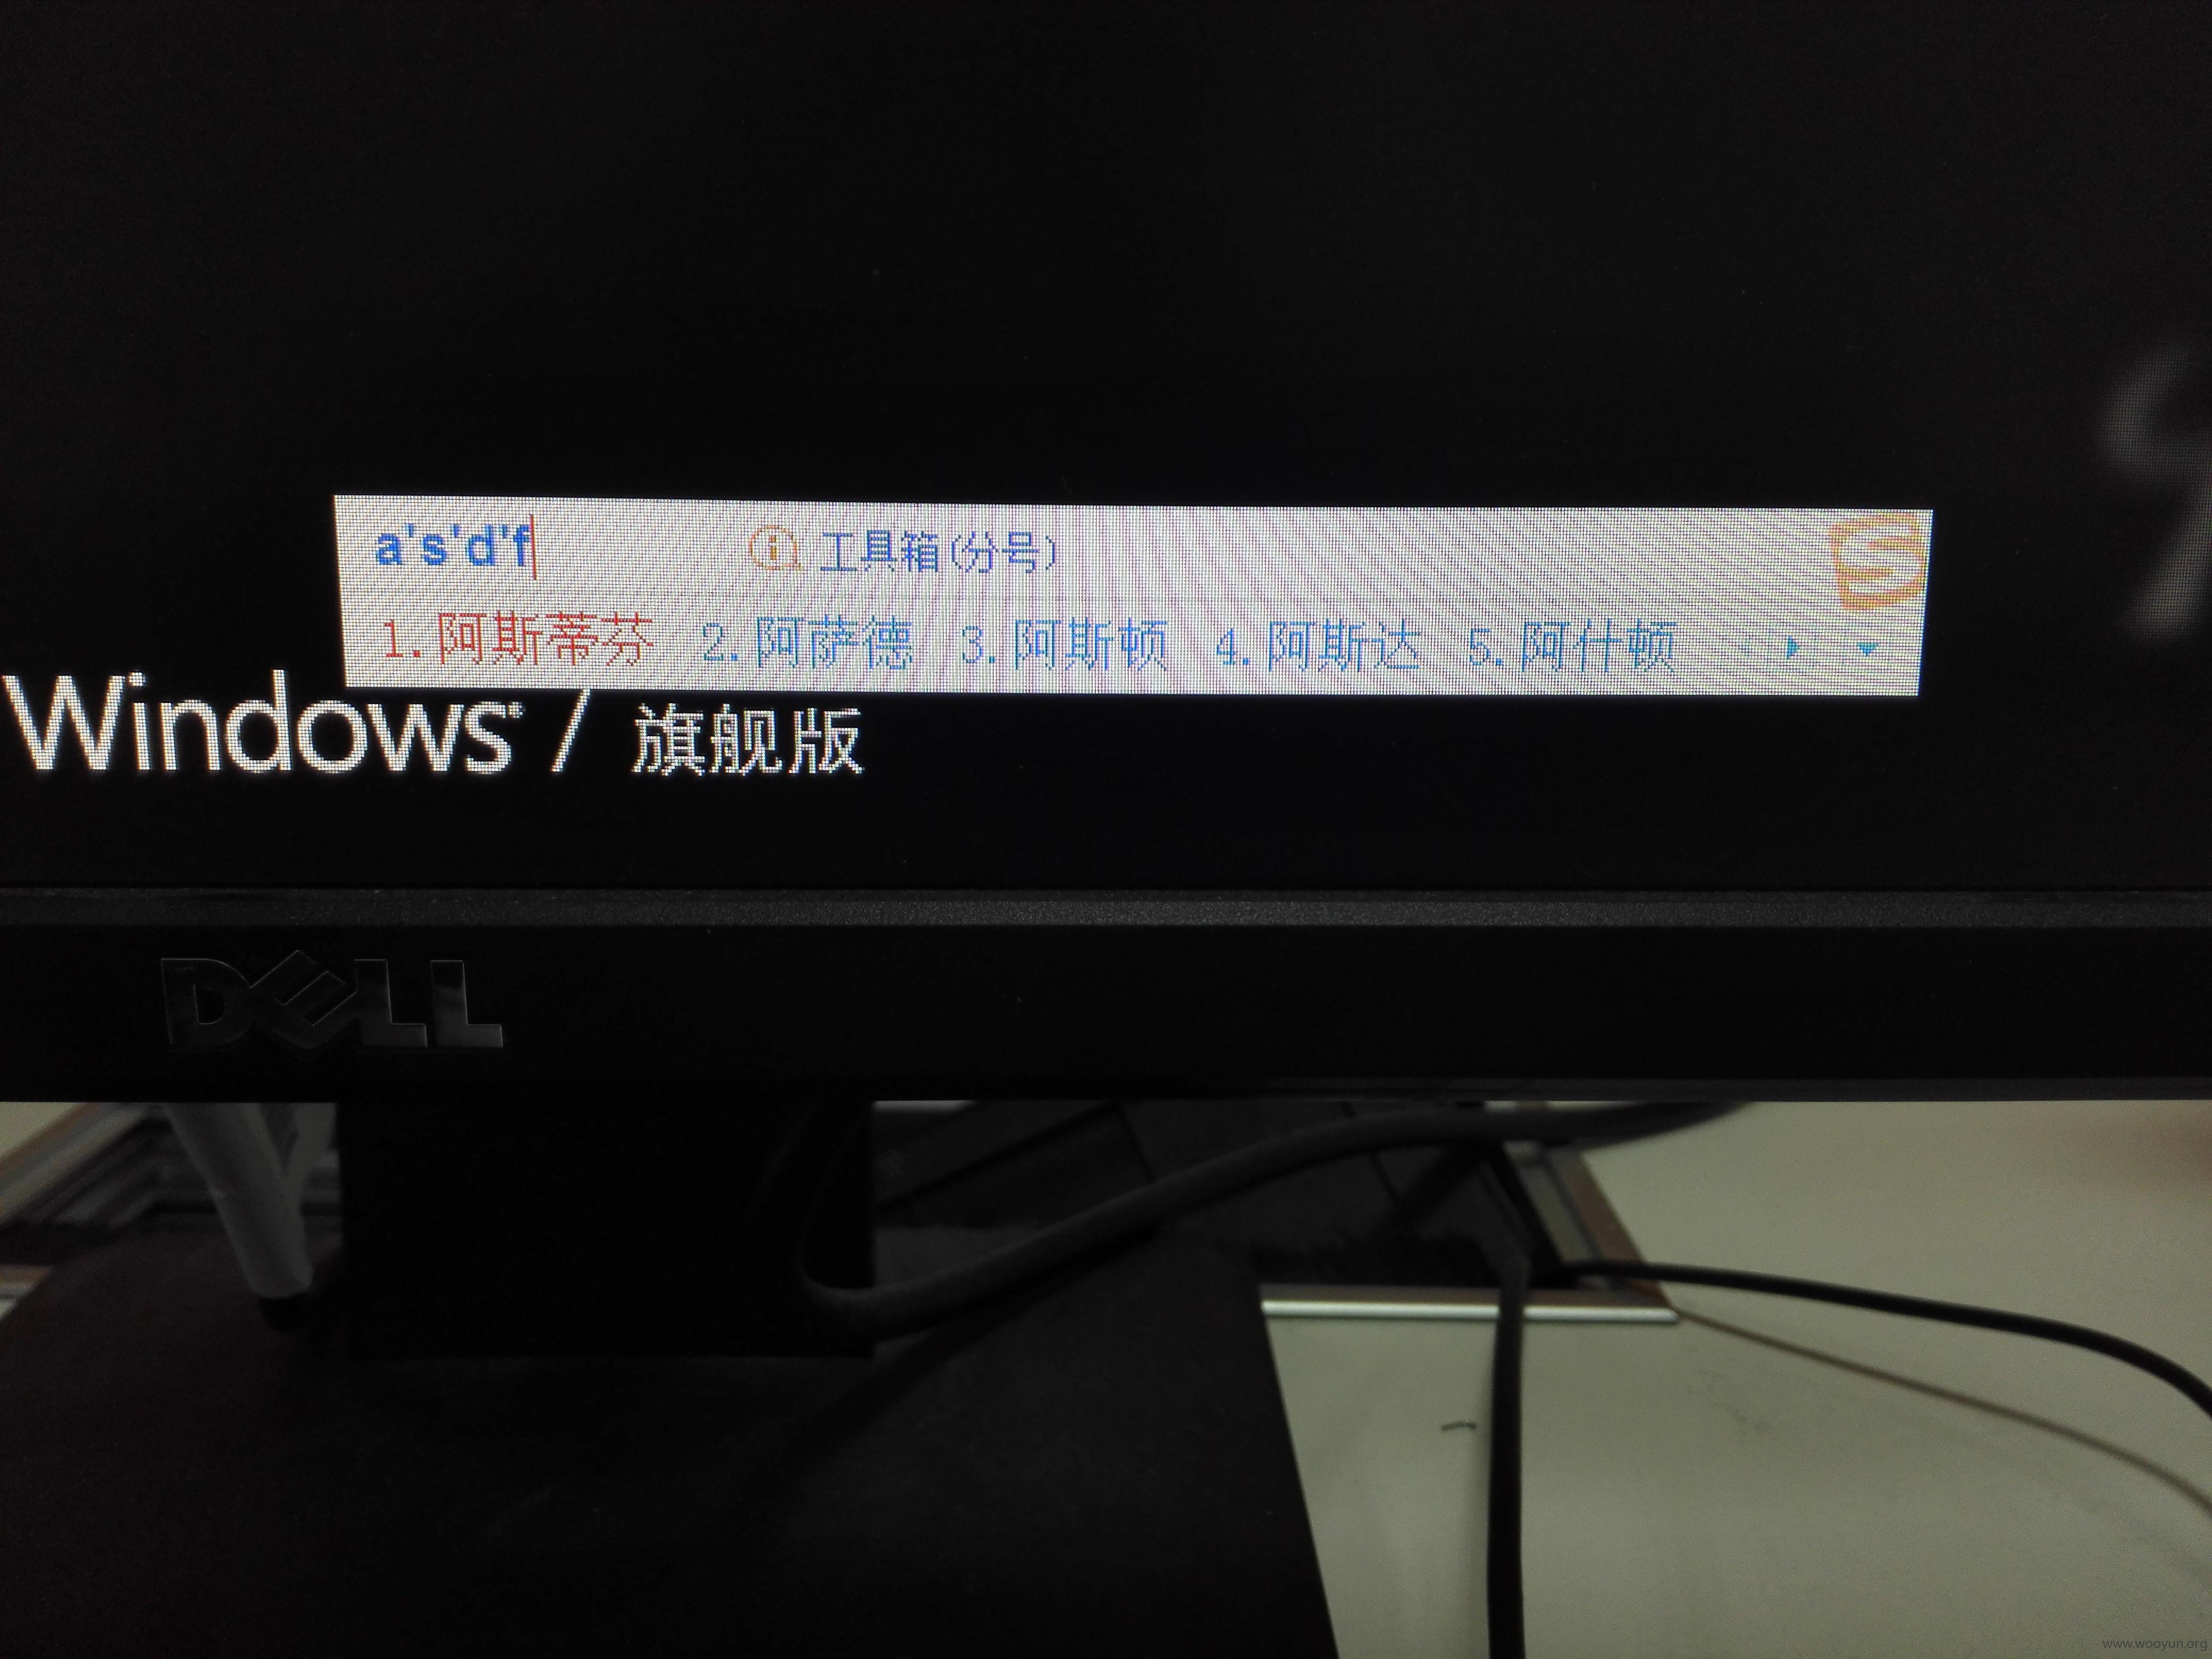 a's'd'f 工具箱(分号)
1.阿斯蒂芬 2.阿萨德 3.阿斯顿 4.阿斯达 5.阿什顿
Windows 7 旗舰版
DELL
www.wooyun.org